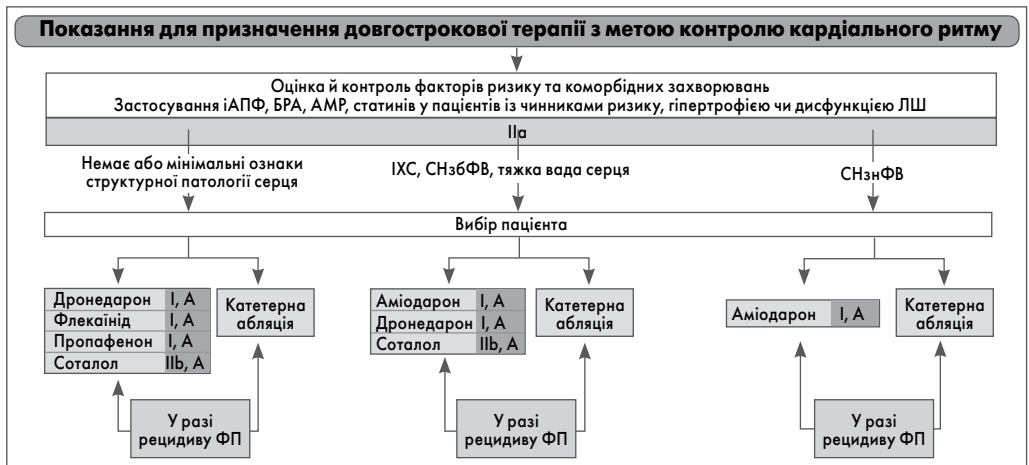 Показання для призначення довгострокової терапії з метою контролю кардіального ритму
Оцінка й контроль факторів ризику та коморбідних захворювань
Застосування іАПФ, БРА, АМР, статинів у пацієнтів із чинниками ризику, гіпертрофією чи дисфункцією ЛШ
IIa
Немає або мінімальні ознаки
структурної патології серця
ІХС, СНзбФВ, тяжка вада серця
СНзнФВ
Вибір пацієнта
Дронедарон I, A
Флекаїнід I, A
Пропафенон I, A
Соталол IIb, A
Катетерна
абляція
Аміодарон I, A
Дронедарон I, A
Соталол IIb, A
Катетерна
абляція
Аміодарон I, A
Катетерна
абляція
У разі
рецидиву ФП
У разі
рецидиву ФП
У разі
рецидиву ФП